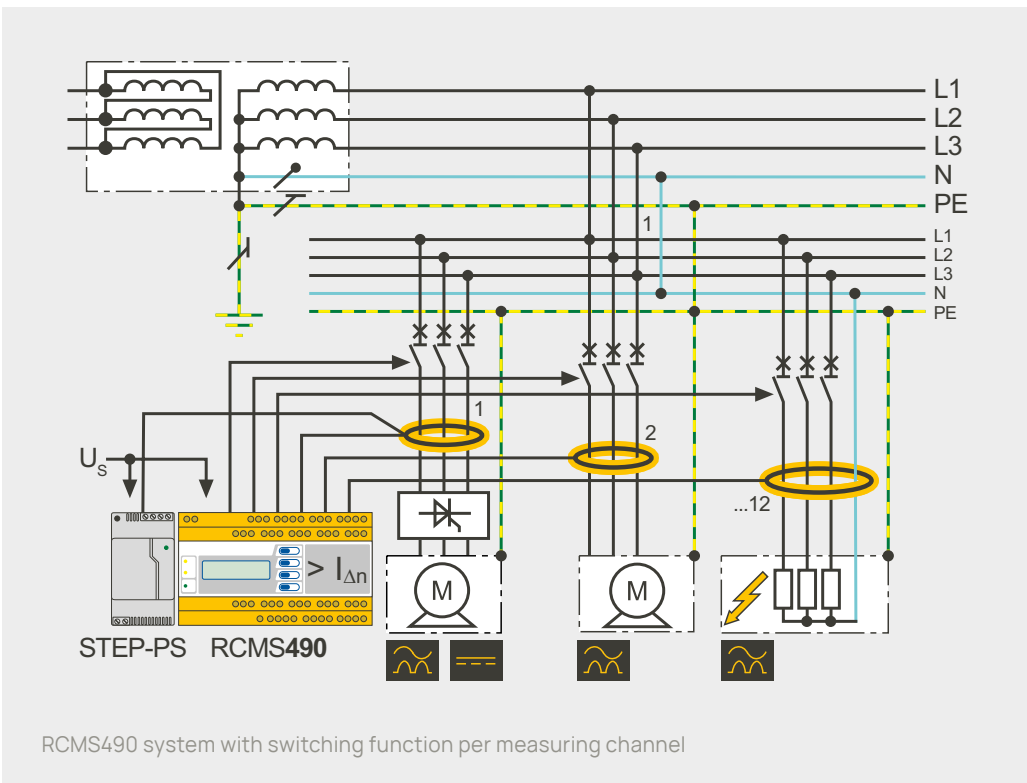 L1
L2
L3
N
PE
1
L1
L2
L3
N
PE
1
2
...12
Us
> I∆n
M
M
STEP-PS RCMS490
RCMS490 system with switching function per measuring channel